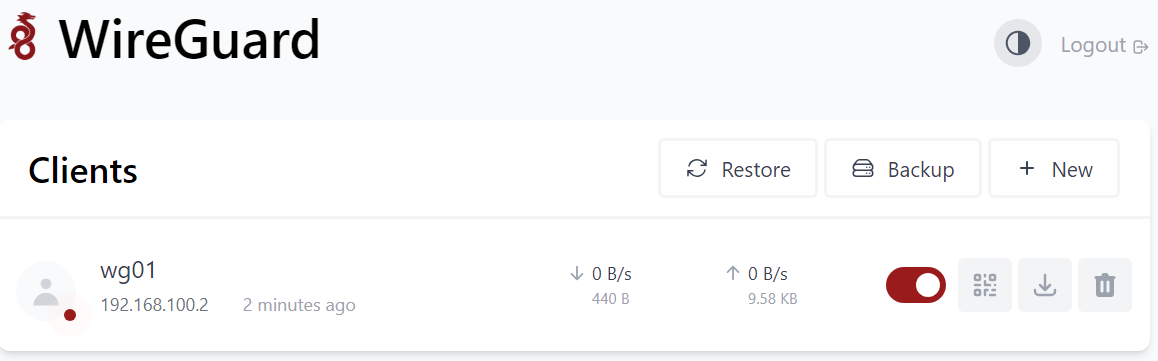 WireGuard
Logout
Clients
Restore
Backup
New
wg01
192.168.100.2 2 minutes ago
0 B/s
440 B
0 B/s
9.58 KB